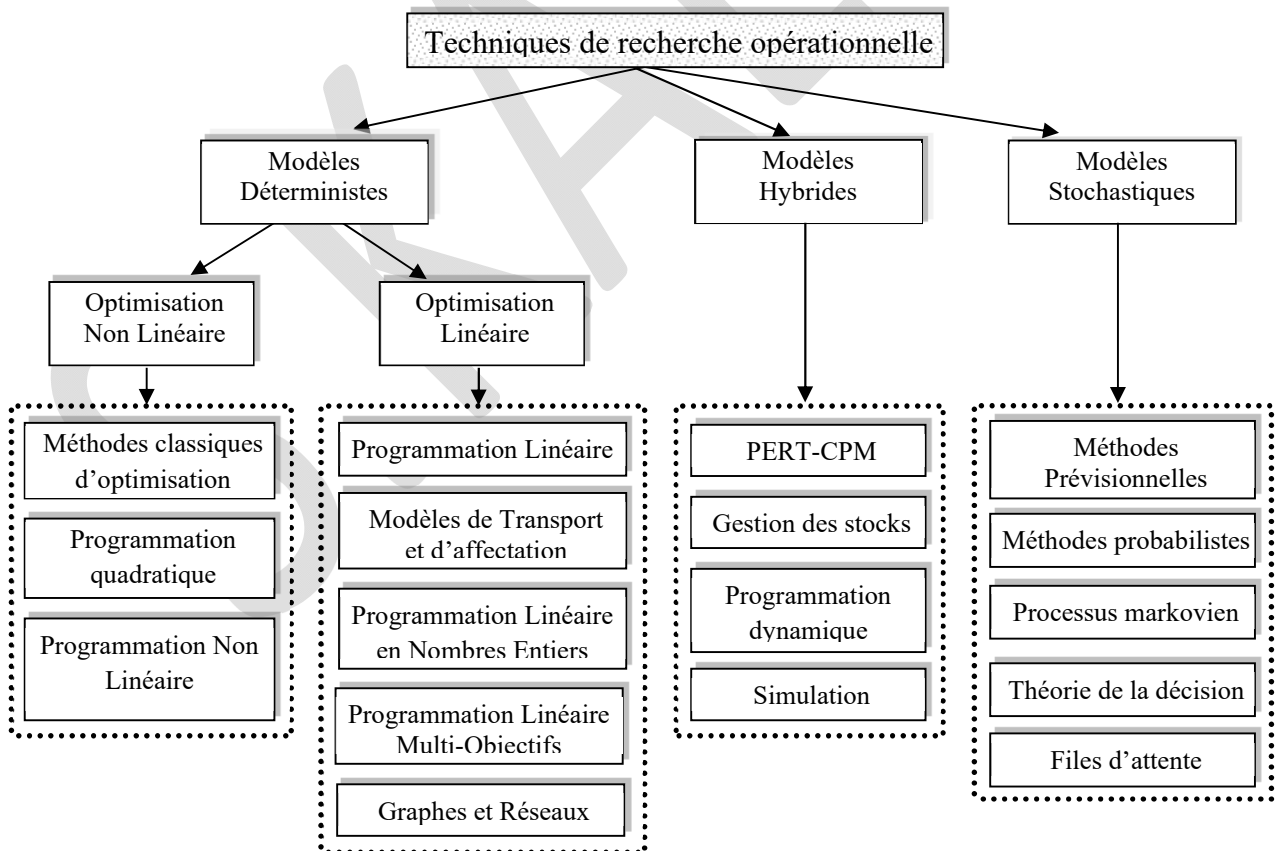 Techniques de recherche opérationnelle
Modèles
Déterministes
Modèles
Hybrides
Modèles
Stochastiques
Optimisation
Non Linéaire
Optimisation
Linéaire
Méthodes classiques
d’optimisation
Programmation
quadratique
Programmation Non
Linéaire
Programmation Linéaire
Modèles de Transport
et d’affectation
Programmation Linéaire
en Nombres Entiers
Programmation Linéaire
Multi-Objectifs
Graphes et Réseaux
PERT-CPM
Gestion des stocks
Programmation
dynamique
Simulation
Méthodes
Prévisionnelles
Méthodes probabilistes
Processus markovien
Théorie de la décision
Files d’attente